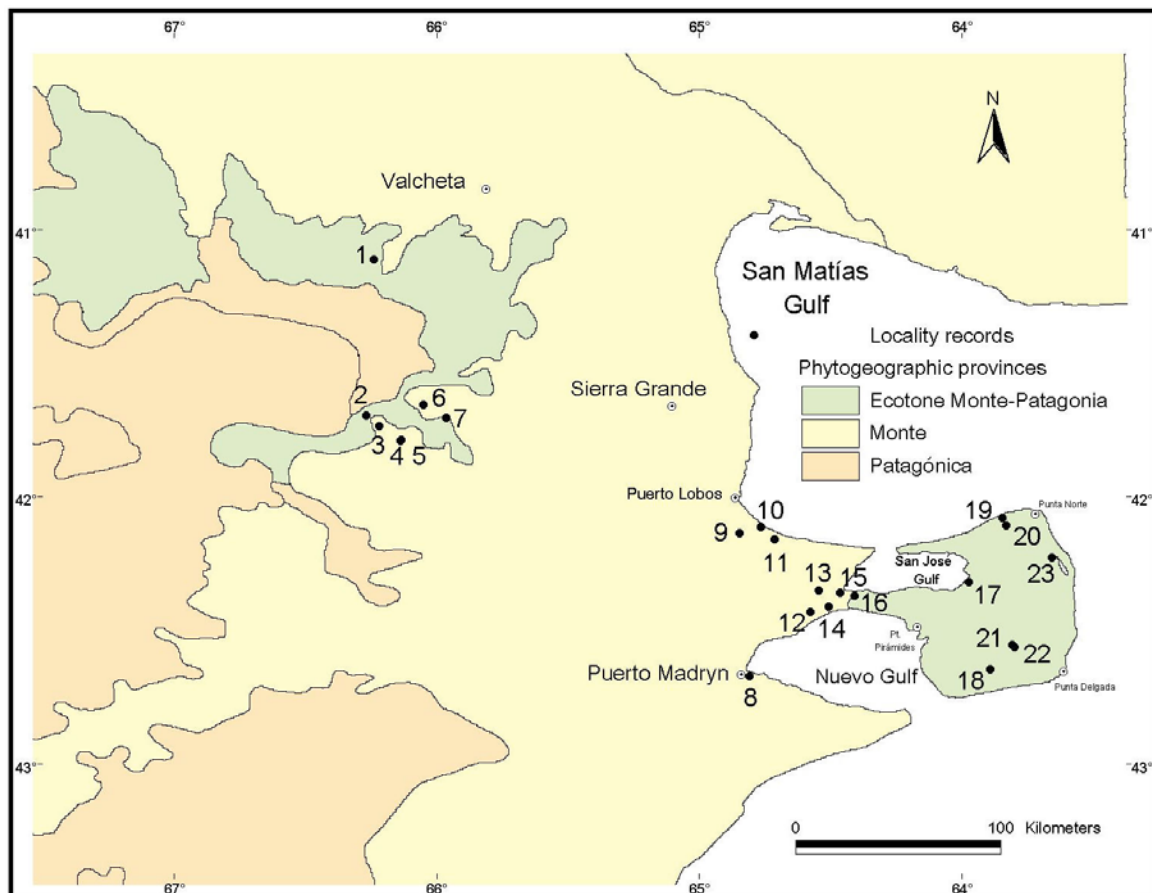 67°
66°
65°
64°
N
Valcheta
41°
41°
1
San Matías
Gulf
Locality records
Phytogeographic provinces
Ecotone Monte-Patagonia
Monte
Patagónica
Sierra Grande
2
6
7
3
4
5
42°
42°
Puerto Lobos
10
9
11
19
Punta Norte
20
San José
Gulf
23
13
15
16
17
12
14
Pt.
Pirámides
21
22
Puerto Madryn
Nuevo Gulf
18
Punta Delgada
8
43°
43°
0
100
Kilometers
67°
66°
65°
64°